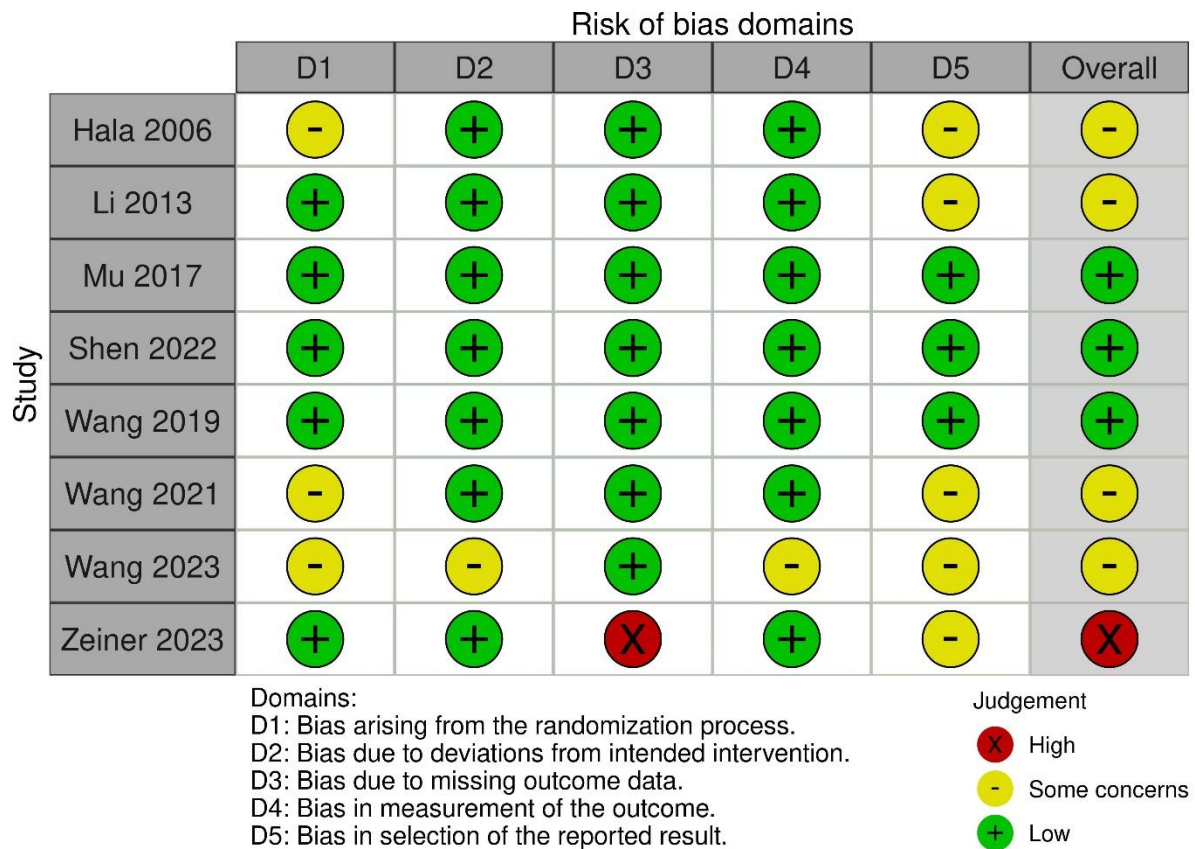 Risk of bias domains
D1 D2 D3 D4 D5 Overall
Study
Hala 2006 - + + + - -
Li 2013 + + + + - -
Mu 2017 + + + + + +
Shen 2022 + + + + + +
Wang 2019 + + + + + +
Wang 2021 - + + + - -
Wang 2023 - - + - - -
Zeiner 2023 + + X + - X
Domains:
D1: Bias arising from the randomization process.
D2: Bias due to deviations from intended intervention.
D3: Bias due to missing outcome data.
D4: Bias in measurement of the outcome.
D5: Bias in selection of the reported result.
Judgement
X High
- Some concerns
+ Low